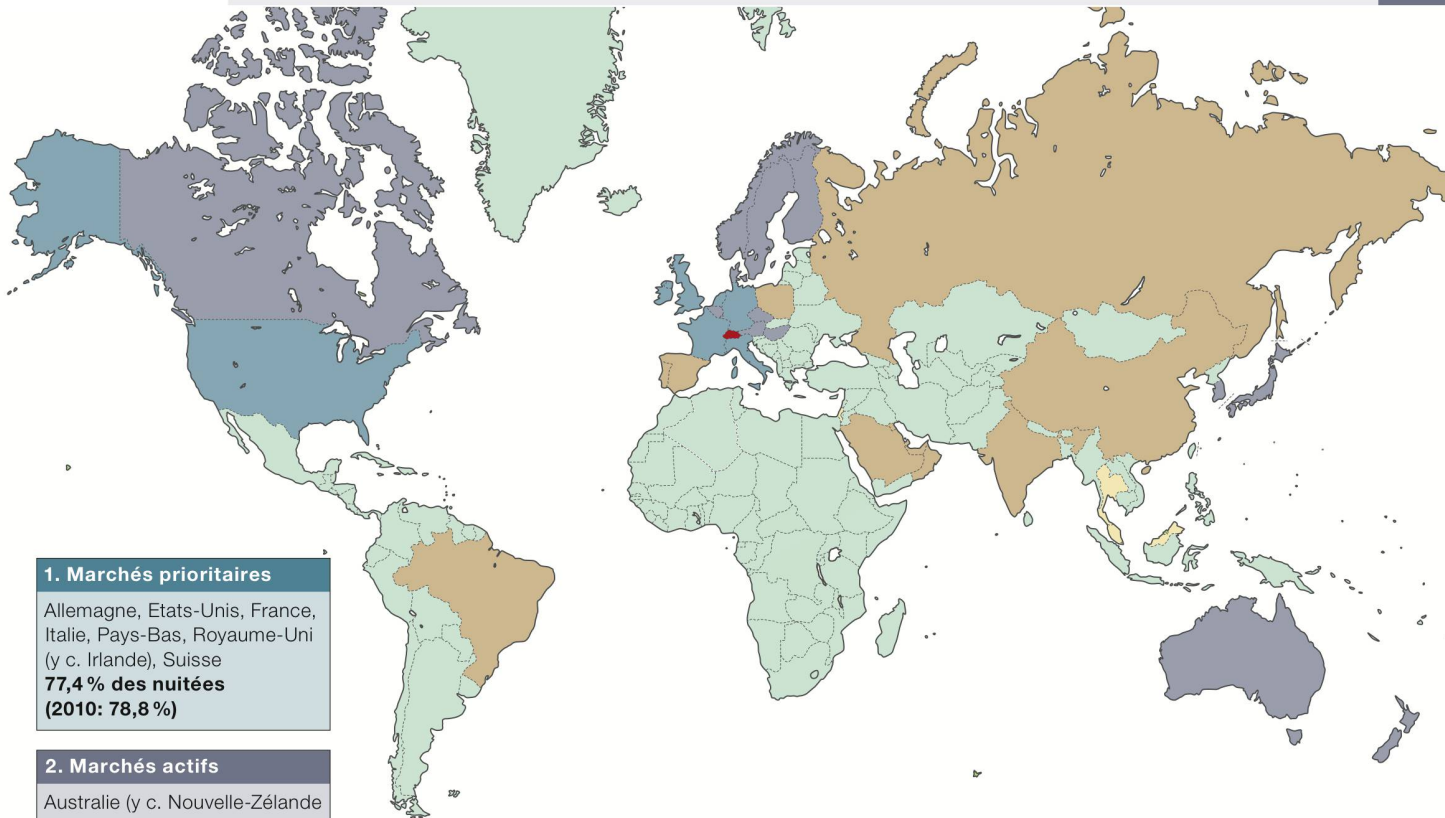 1. Marchés prioritaires
Allemagne, Etats-Unis, France,
Italie, Pays-Bas, Royaume-Uni
(y c. Irlande), Suisse
77,4 % des nuitées
(2010: 78,8 %)
2. Marchés actifs
Australie (y c. Nouvelle-Zélande